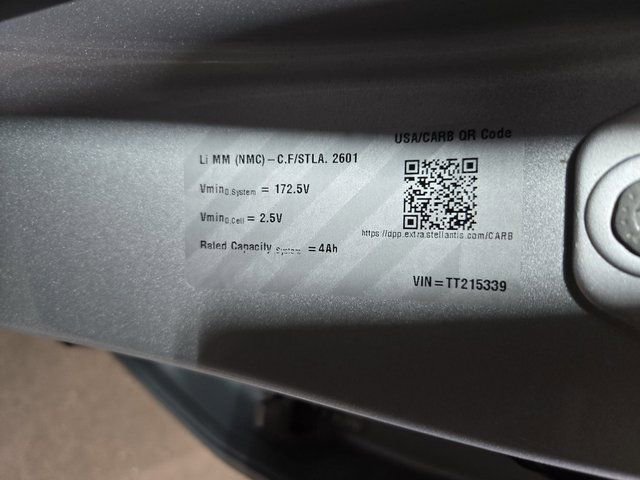 USA/CARB QR Code
Li MM (NMC) – C.F/STLA. 2601
Vmin0,System = 172.5V
Vmin0,Cell = 2.5V
Rated Capacity System = 4Ah
https://dpp.extra.stellantis.com/CARB
VIN = TT215339